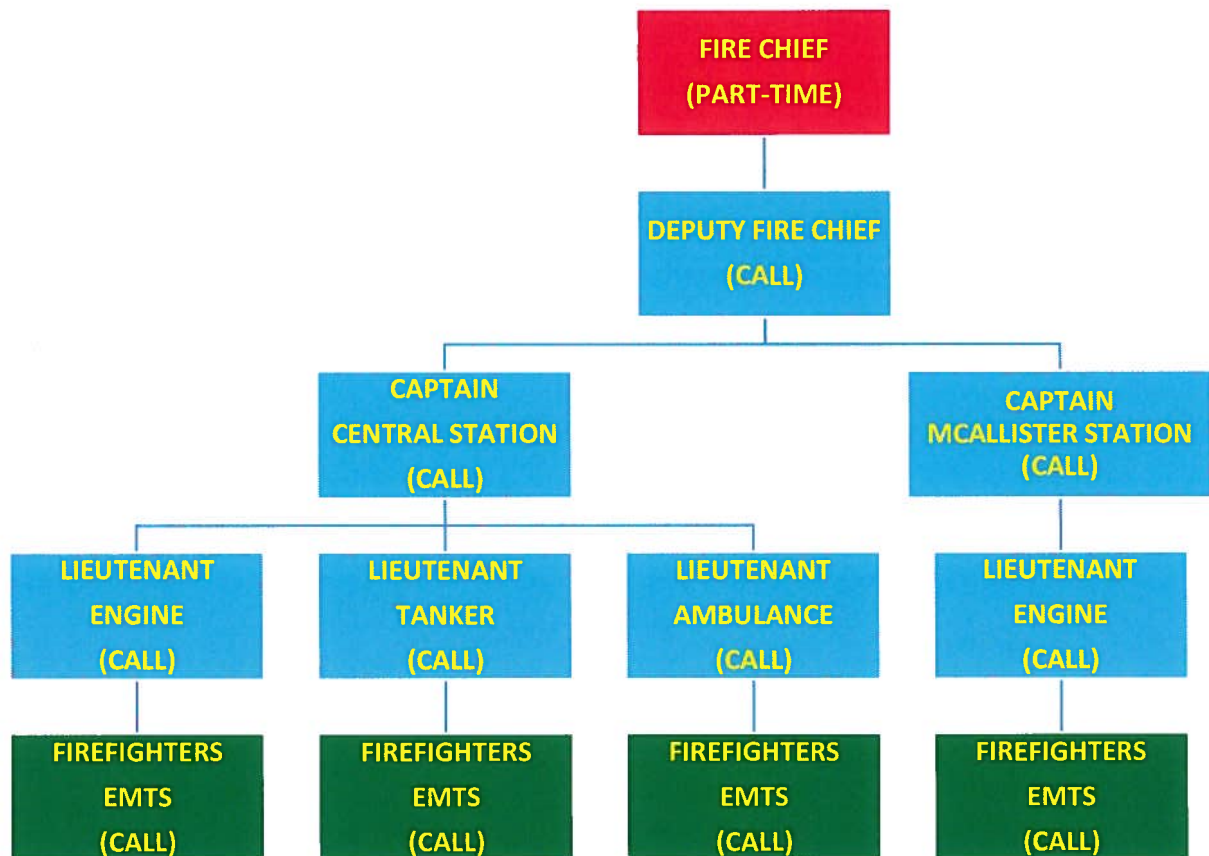 FIRE CHIEF
(PART-TIME)
DEPUTY FIRE CHIEF
(CALL)
CAPTAIN
CENTRAL STATION
(CALL)
CAPTAIN
MCALLISTER STATION
(CALL)
LIEUTENANT
ENGINE
(CALL)
LIEUTENANT
TANKER
(CALL)
LIEUTENANT
AMBULANCE
(CALL)
LIEUTENANT
ENGINE
(CALL)
FIREFIGHTERS
EMTS
(CALL)
FIREFIGHTERS
EMTS
(CALL)
FIREFIGHTERS
EMTS
(CALL)
FIREFIGHTERS
EMTS
(CALL)